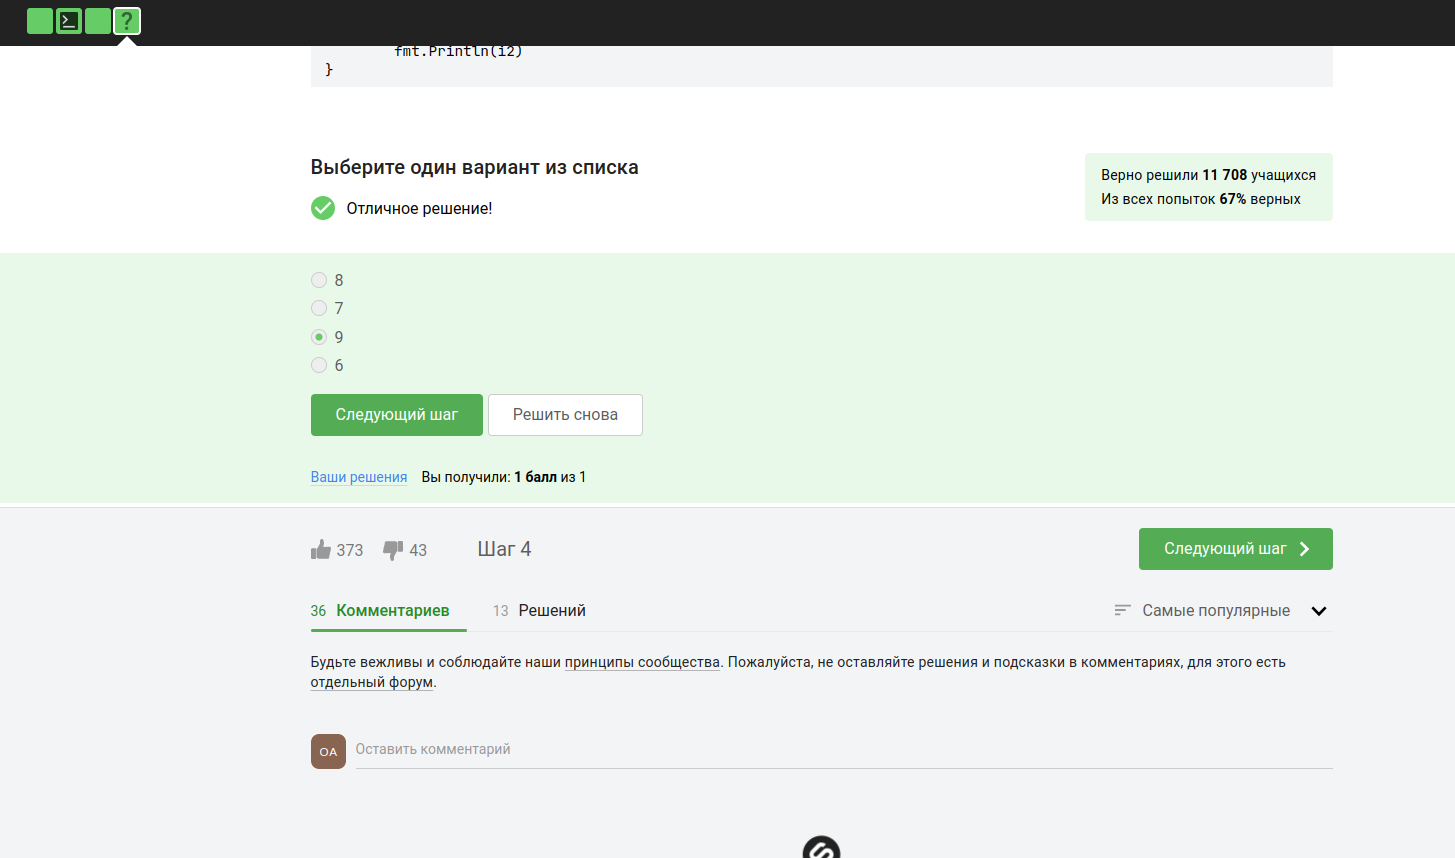 fmt.Println(i2)
}
Выберите один вариант из списка
Отличное решение!
Верно решили 11 708 учащихся
Из всех попыток 67% верных
8
7
9
6
Следующий шаг
Решить снова
Ваши решения Вы получили: 1 балл из 1
373
43
Шаг 4
Следующий шаг
36 Комментариев
13 Решений
Самые популярные
Будьте вежливы и соблюдайте наши принципы сообщества. Пожалуйста, не оставляйте решения и подсказки в комментариях, для этого есть
отдельный форум.
OA
Оставить комментарий